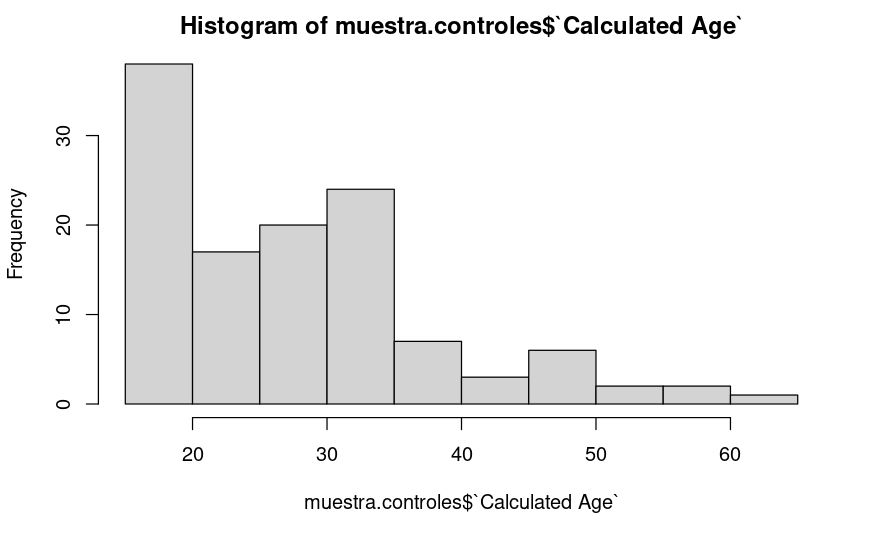 Histogram of muestra.controles$`Calculated Age`
Frequency
30
20
10
0
20 30 40 50 60
muestra.controles$`Calculated Age`